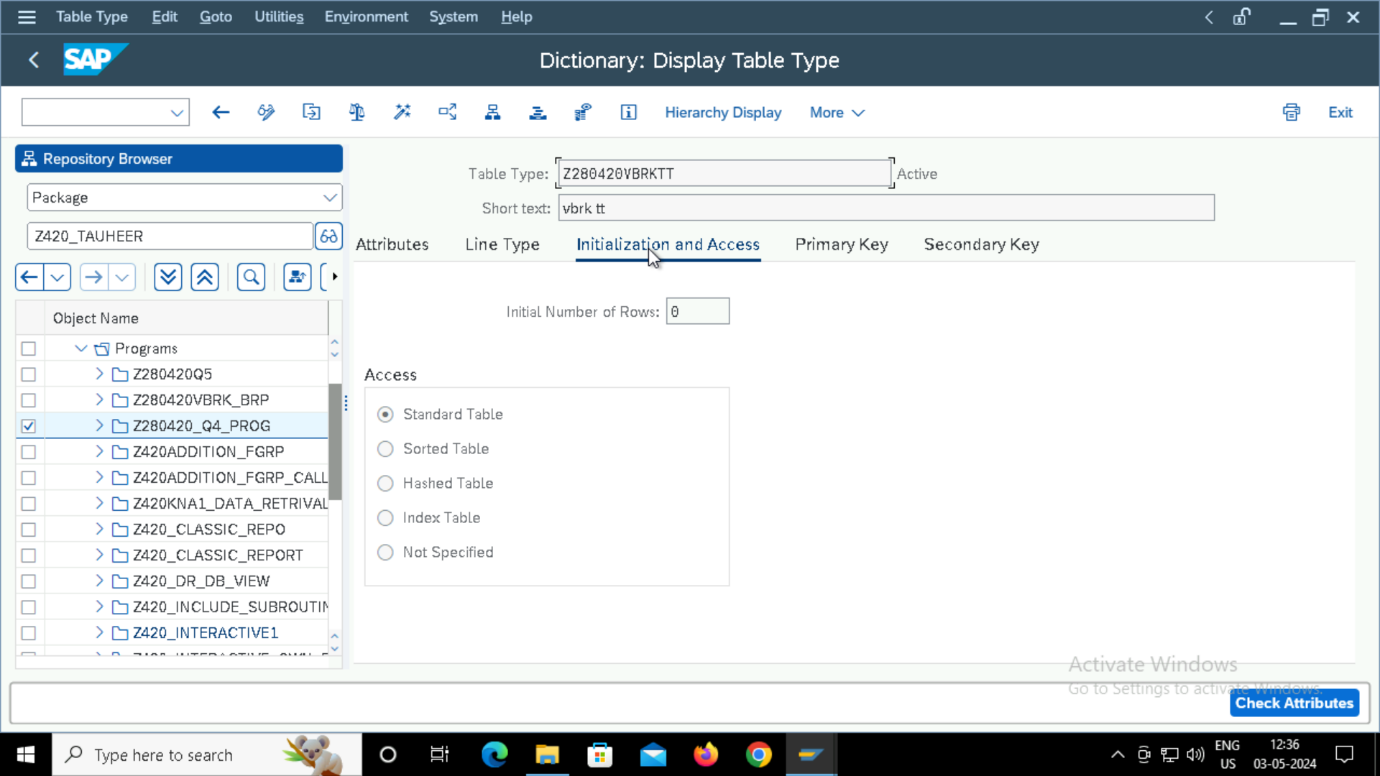 Table Type Edit Goto Utilities Environment System Help
SAP Dictionary: Display Table Type
Hierarchy Display More Exit
Repository Browser
Package
Z420_TAUHEER
Object Name
Programs
Z280420Q5
Z280420VBRK_BRP
Z280420_Q4_PROG
Z420ADDITION_FGRP
Z420ADDITION_FGRP_CALL
Z420KNA1_DATA_RETRIVAL
Z420_CLASSIC_REPO
Z420_CLASSIC_REPORT
Z420_DR_DB_VIEW
Z420_INCLUDE_SUBROUTIN
Z420_INTERACTIVE1
Table Type: Z280420VBRKTT Active
Short text: vbrk tt
Attributes Line Type Initialization and Access Primary Key Secondary Key
Initial Number of Rows: 0
Access
Standard Table
Sorted Table
Hashed Table
Index Table
Not Specified
Activate Windows
Go to Settings to activate Windows.
Check Attributes
Type here to search
ENG
US
12:36
03-05-2024